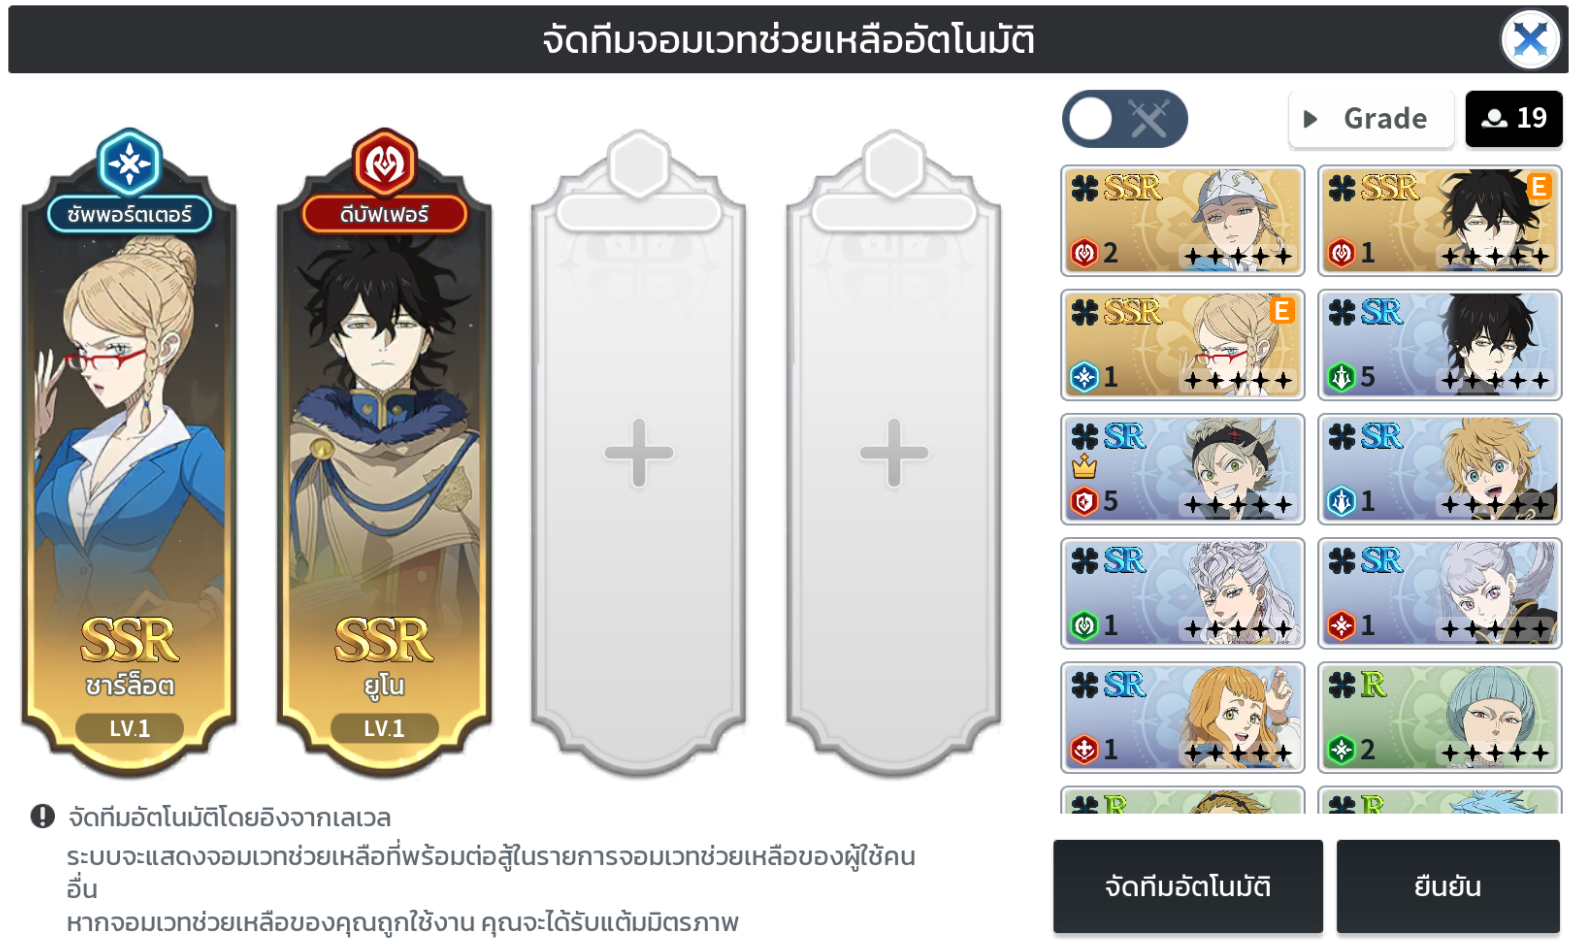 จัดทีมจอมเวทช่วยเหลืออัตโนมัติ
ซัพพอร์ตเตอร์
SSR
ชาร์ล็อต
LV.1
ดีบัฟเฟอร์
SSR
ยูโน
LV.1
Grade
19
SSR
2
SSR
E
1
SSR
E
1
SR
5
SR
5
SR
1
SR
1
SR
1
SR
1
R
2
R
R
จัดทีมอัตโนมัติโดยอิงจากเลเวล
ระบบจะแสดงจอมเวทช่วยเหลือที่พร้อมต่อสู้ในรายการจอมเวทช่วยเหลือของผู้ใช้คน
อื่น
หากจอมเวทช่วยเหลือของคุณถูกใช้งาน คุณจะได้รับแต้มมิตรภาพ
จัดทีมอัตโนมัติ
ยืนยัน